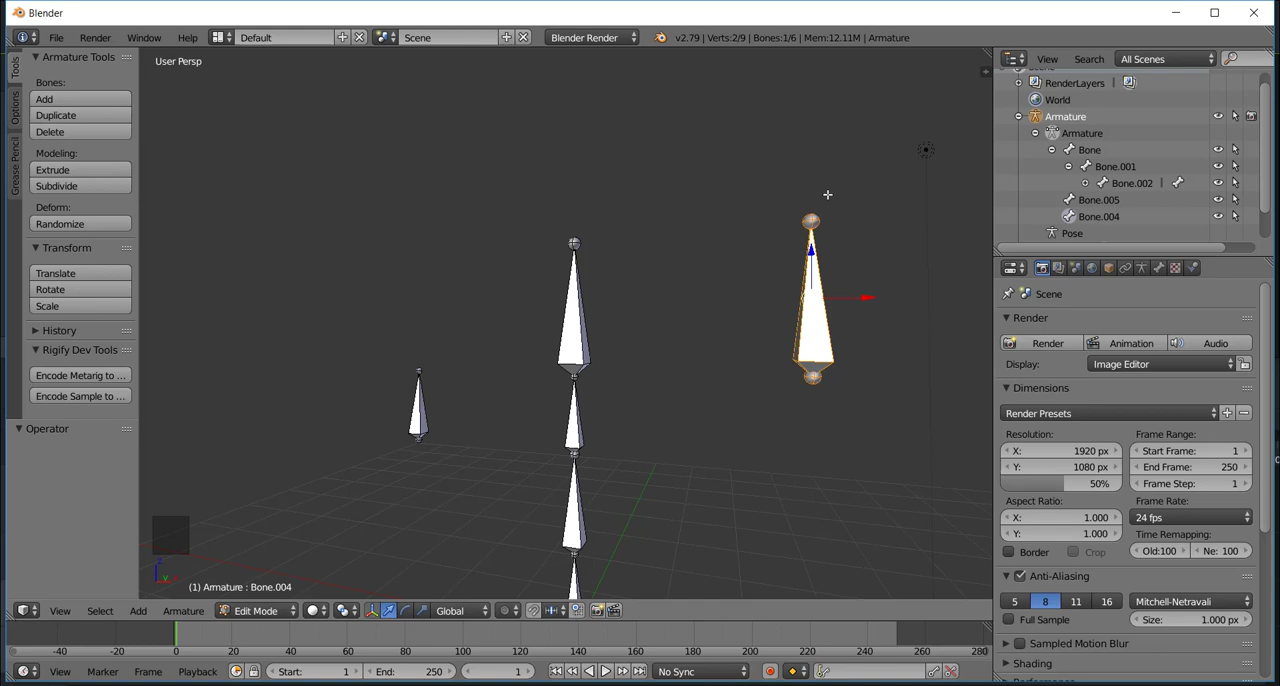 Blender
File Render Window Help Default Scene Blender Render v2.79 | Verts:2/9 | Bones:1/6 | Mem:12.11M | Armature
Tools
Options
Grease Pencil
Armature Tools
Bones:
Add
Duplicate
Delete
Modeling:
Extrude
Subdivide
Deform:
Randomize
Transform
Translate
Rotate
Scale
History
Rigify Dev Tools
Encode Metarig to ...
Encode Sample to ...
Operator
User Persp
(1) Armature : Bone.004
View Select Add Armature Edit Mode Global
-40 -20 0 20 40 60 80 100 120 140 160 180 200 220 240 260 280
View Marker Frame Playback Start: 1 End: 250 1 No Sync
View Search All Scenes
RenderLayers
World
Armature
Armature
Bone
Bone.001
Bone.002
Bone.005
Bone.004
Pose
Scene
Render
Render Animation Audio
Display: Image Editor
Dimensions
Render Presets
Resolution: Frame Range:
X: 1920 px Start Frame: 1
Y: 1080 px End Frame: 250
50% Frame Step: 1
Aspect Ratio: Frame Rate:
X: 1.000 24 fps
Y: 1.000 Time Remapping:
Border Crop Old:100 Ne: 100
Anti-Aliasing
5 8 11 16 Mitchell-Netravali
Full Sample Size: 1.000 px
Sampled Motion Blur
Shading